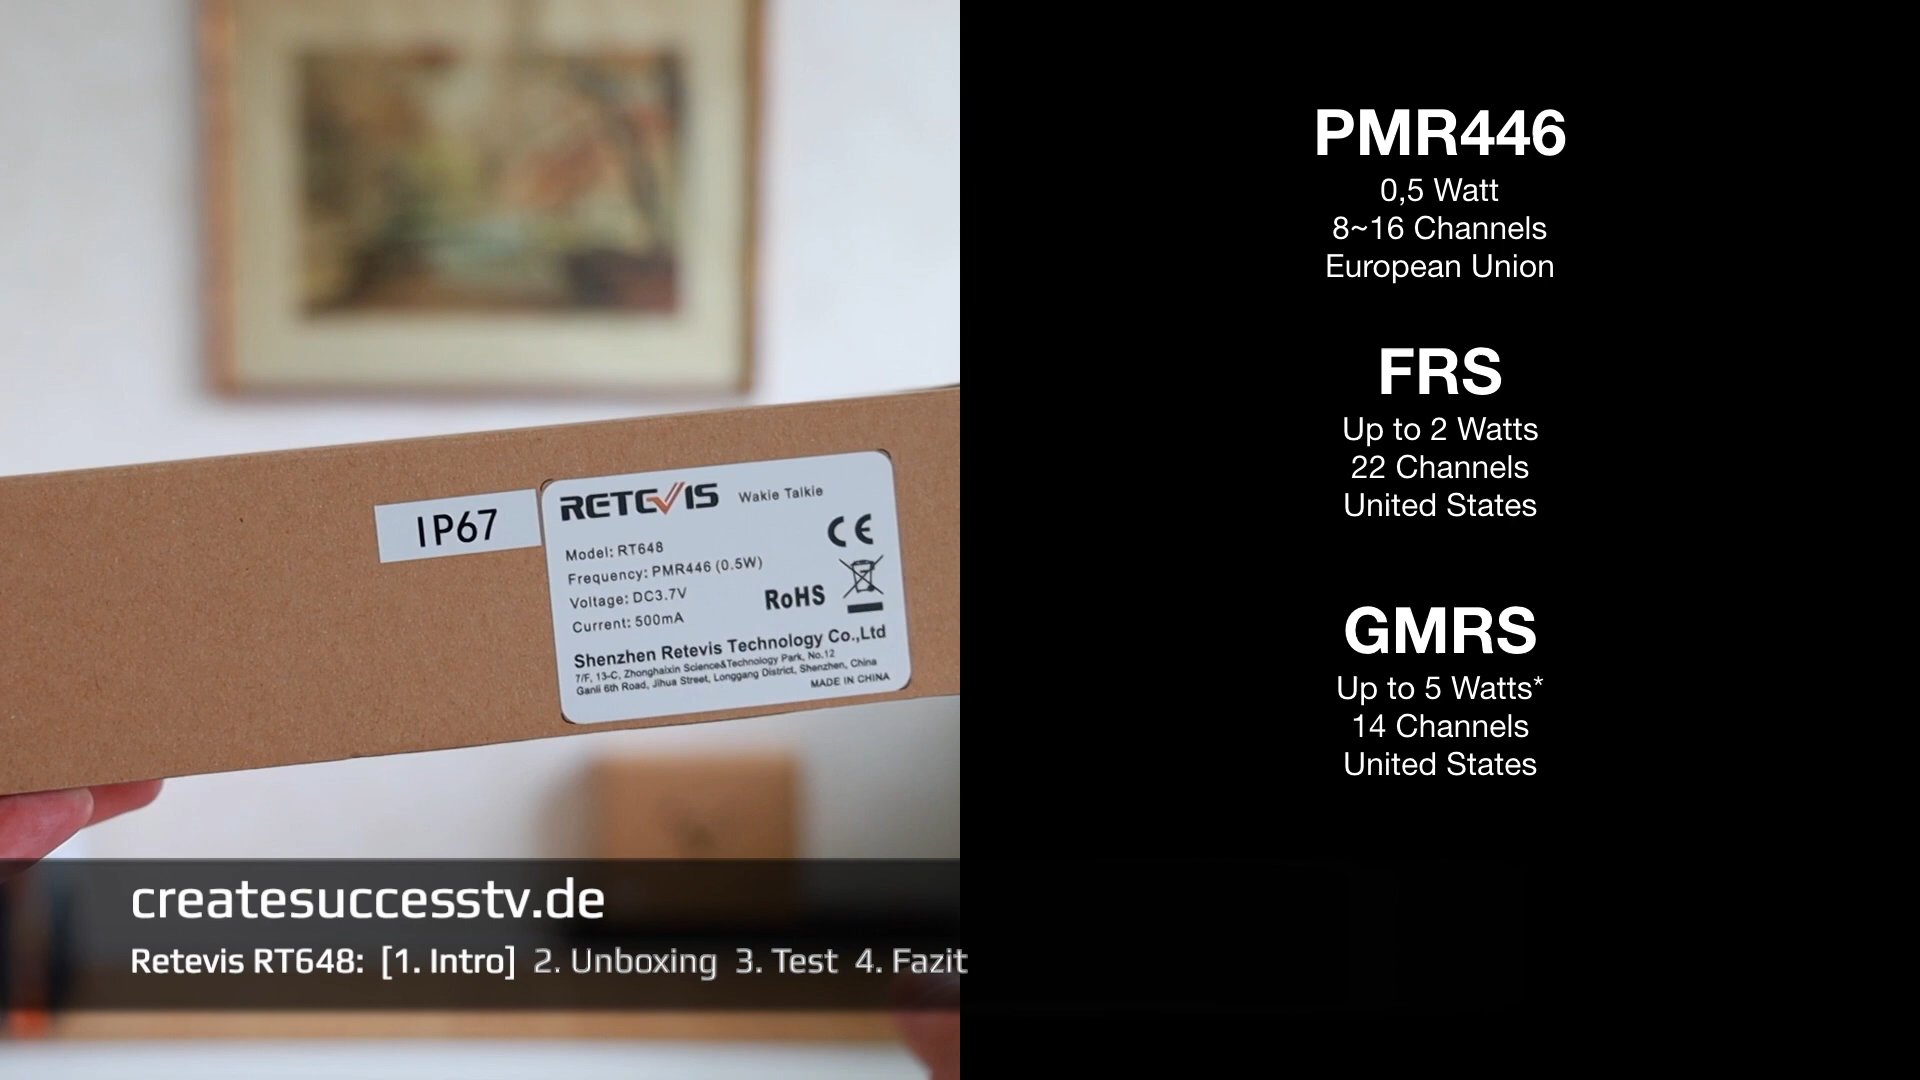 IP67
RETEVIS Wakie Talkie
CE
Model: RT648
Frequency: PMR446 (0.5W)
Voltage: DC3.7V
RoHS
Current: 500mA
Shenzhen Retevis Technology Co.,Ltd
7/F, 13-C, Zhonghaixin Science&Technology Park, No.12
Ganli 6th Road, Jihua Street, Longgang District, Shenzhen, China
MADE IN CHINA
createsuccesstv.de
Retevis RT648: [1. Intro] 2. Unboxing 3. Test 4. Fazit
PMR446
0,5 Watt
8~16 Channels
European Union
FRS
Up to 2 Watts
22 Channels
United States
GMRS
Up to 5 Watts*
14 Channels
United States